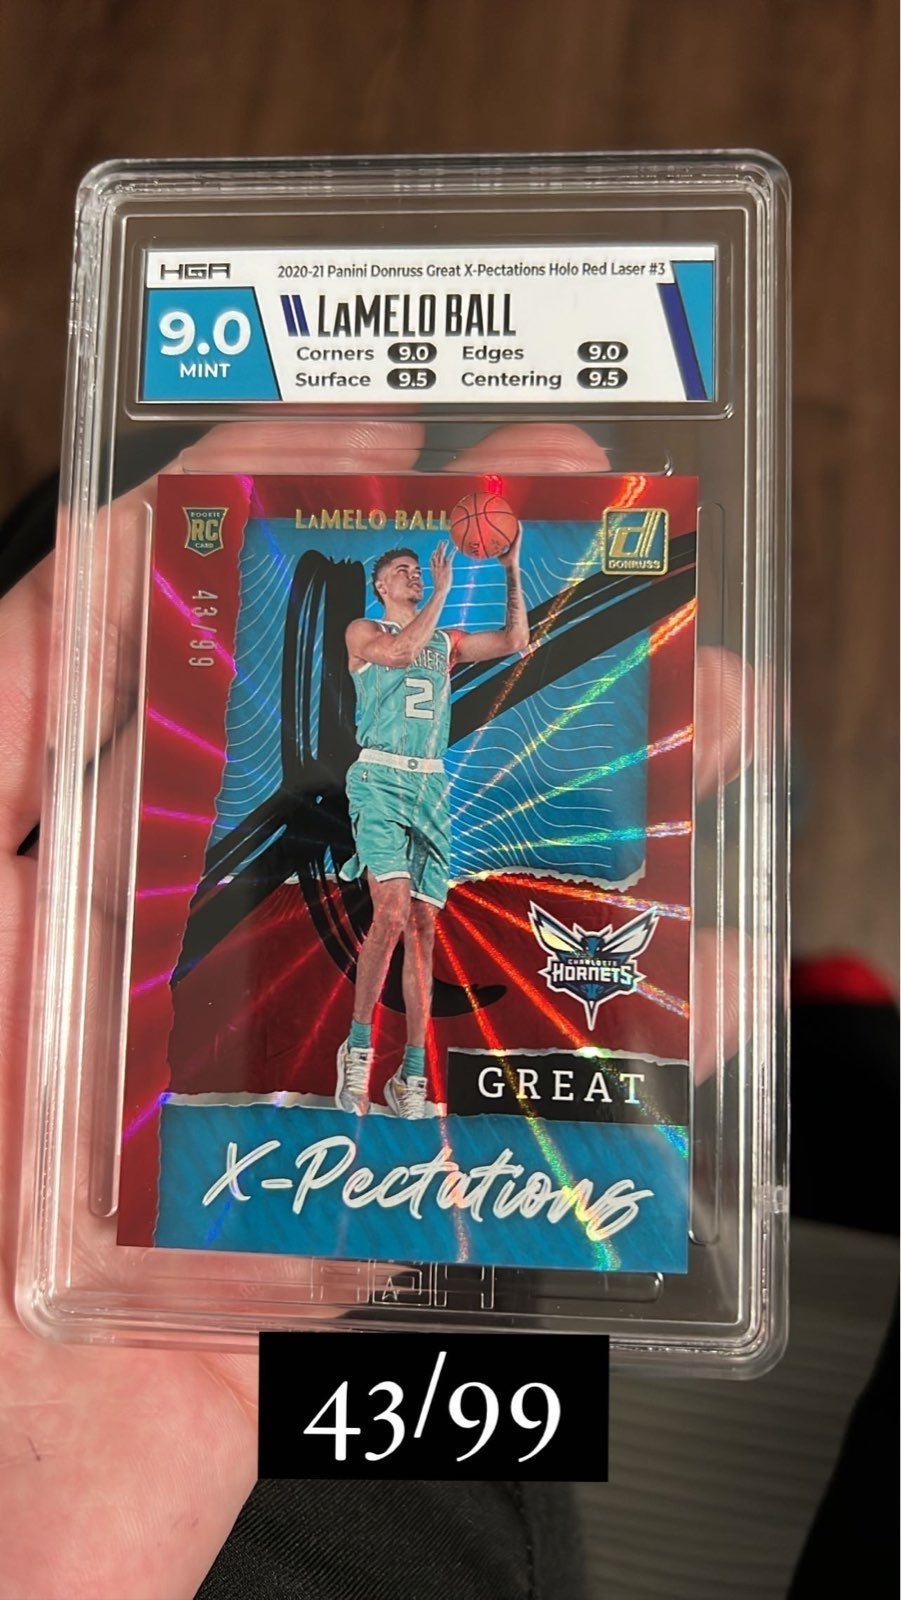 HGA
2020-21 Panini Donruss Great X-Pectations Holo Red Laser #3
9.0
MINT
LaMELO BALL
Corners 9.0 Edges 9.0
Surface 9.5 Centering 9.5
ROOKIE
RC
CARD
LaMELO BALL
DONRUSS
43/99
2
CHARLOTTE
HORNETS
GREAT
X-Pectations
43/99